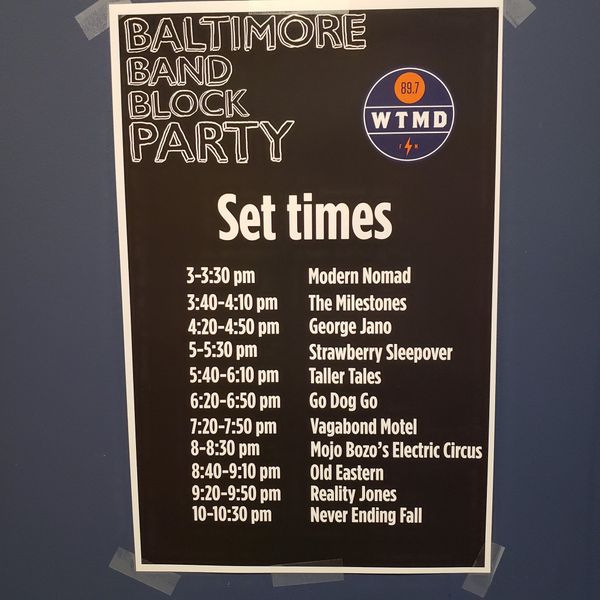 BALTIMORE
BAND
BLOCK
PARTY
89.7
WTMD
F M
Set times
3-3:30 pm Modern Nomad
3:40-4:10 pm The Milestones
4:20-4:50 pm George Jano
5-5:30 pm Strawberry Sleepover
5:40-6:10 pm Taller Tales
6:20-6:50 pm Go Dog Go
7:20-7:50 pm Vagabond Motel
8-8:30 pm Mojo Bozo's Electric Circus
8:40-9:10 pm Old Eastern
9:20-9:50 pm Reality Jones
10-10:30 pm Never Ending Fall